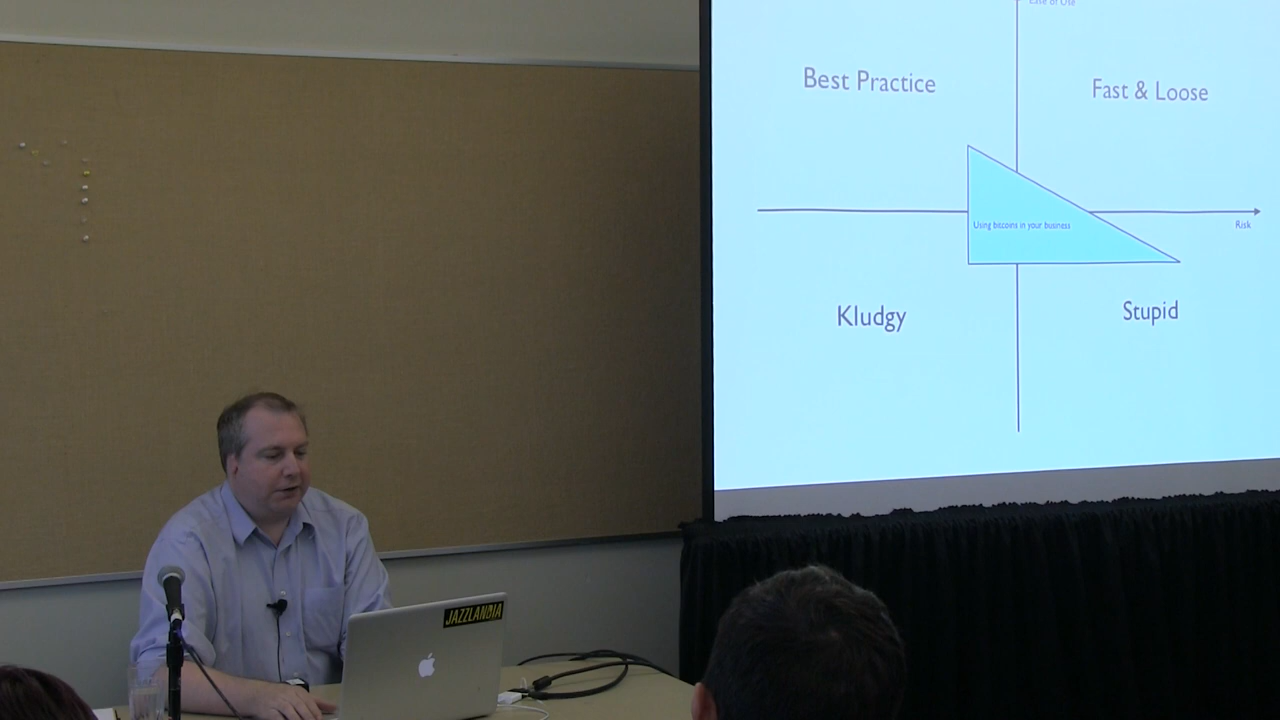 Ease of Use
Best Practice
Fast & Loose
Using bitcoins in your business
Risk
Kludgy
Stupid
JAZZLANDIA